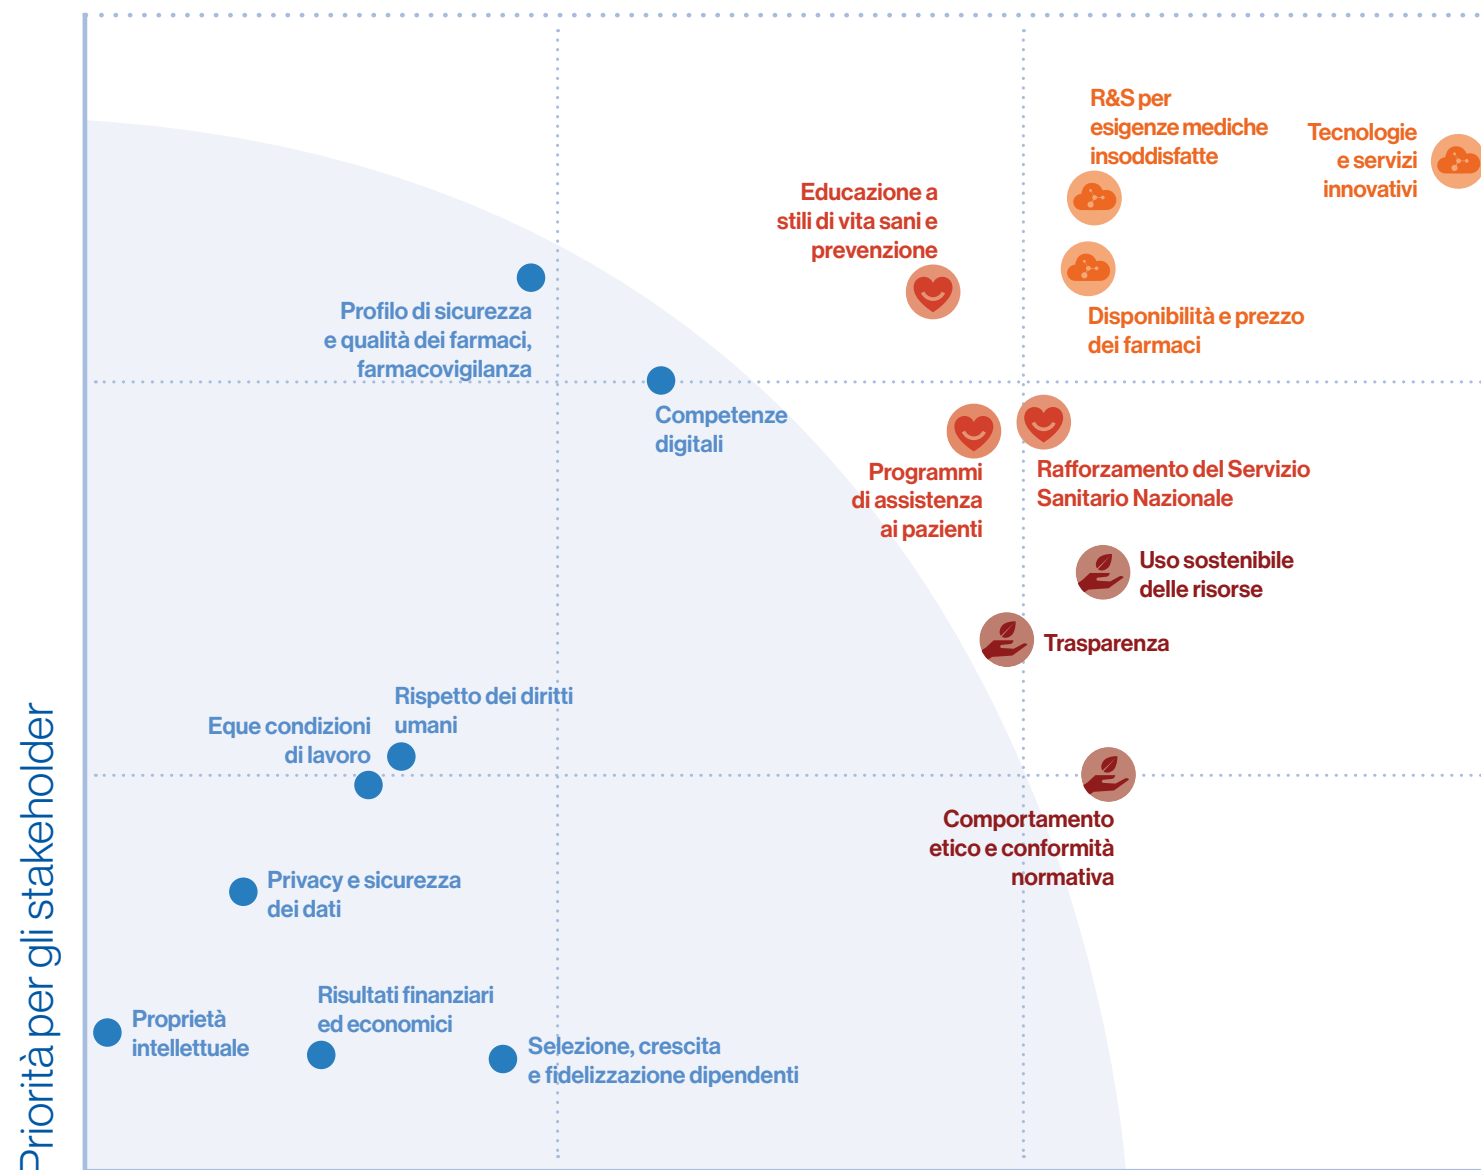 R&S per
esigenze mediche
insoddisfatte
Tecnologie
e servizi
innovativi
Educazione a
stili di vita sani e
prevenzione
Profilo di sicurezza
e qualità dei farmaci,
farmacovigilanza
Disponibilità e prezzo
dei farmaci
Competenze
digitali
Programmi
di assistenza
ai pazienti
Rafforzamento del Servizio
Sanitario Nazionale
Uso sostenibile
delle risorse
Trasparenza
Rispetto dei diritti
umani
Eque condizioni
di lavoro
Comportamento
etico e conformità
normativa
Privacy e sicurezza
dei dati
Risultati finanziari
ed economici
Proprietà
intellettuale
Selezione, crescita
e fidelizzazione dipendenti
Priorità per gli stakeholder